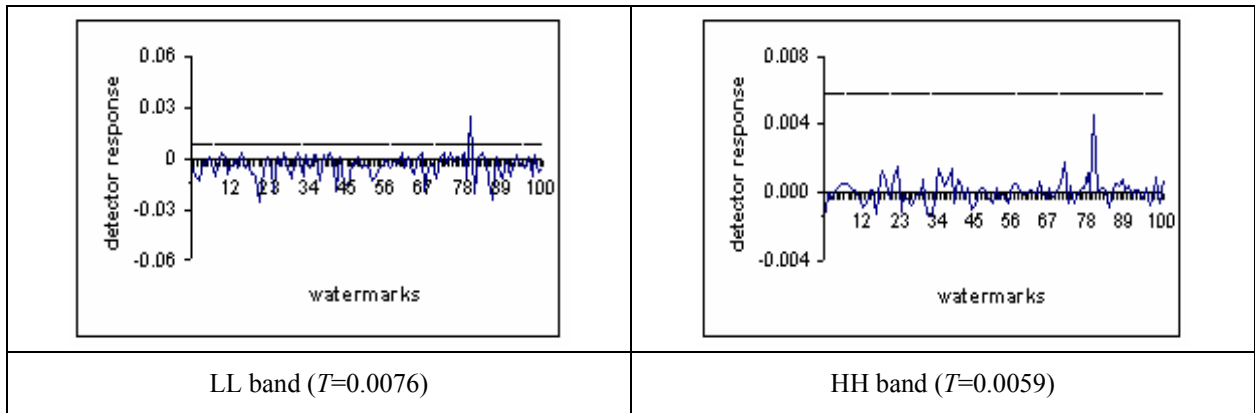 0.06
0.03
0
-0.03
-0.06
detector response
12 23 34 45 56 67 78 89 100
watermarks
LL band (T=0.0076)
0.008
0.004
0.000
-0.004
detector response
12 23 34 45 56 67 78 89 100
watermarks
HH band (T=0.0059)